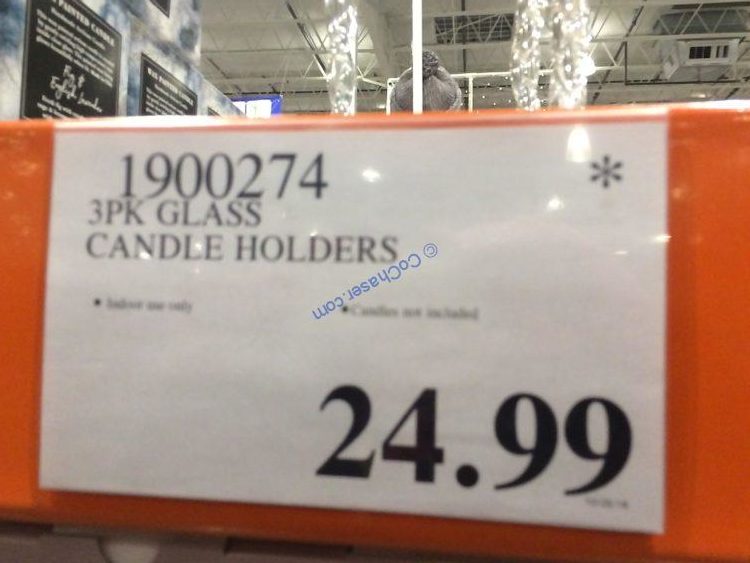 1900274
*
3PK GLASS
CANDLE HOLDERS
• Indoor use only
• Candles not included
© CoChaser.com
24.99